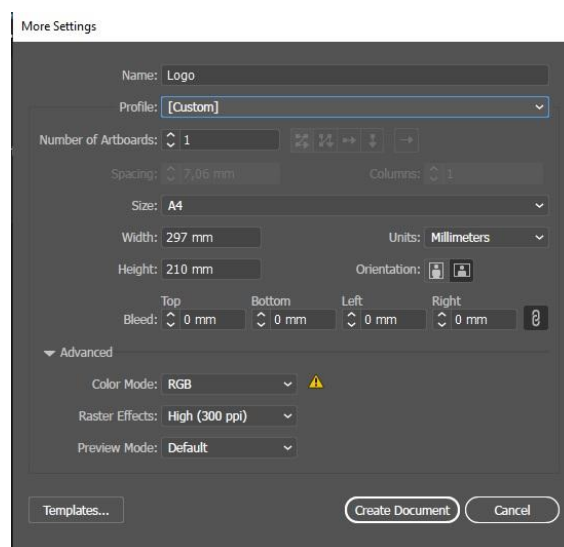 More Settings
Name: Logo
Profile: [Custom]
Number of Artboards: 1
Spacing: 7,06 mm Columns: 1
Size: A4
Width: 297 mm Units: Millimeters
Height: 210 mm Orientation:
Top Bottom Left Right
Bleed: 0 mm 0 mm 0 mm 0 mm
Advanced
Color Mode: RGB
Raster Effects: High (300 ppi)
Preview Mode: Default
Templates... Create Document Cancel